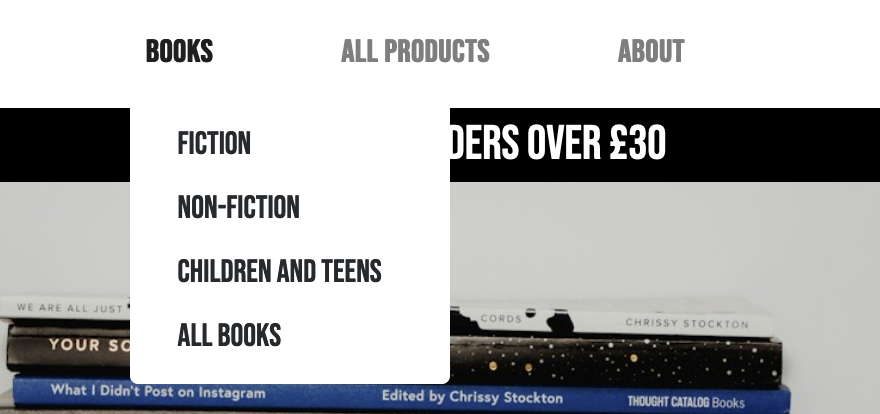 BOOKS ALL PRODUCTS ABOUT
DERS OVER £30
FICTION
NON-FICTION
CHILDREN AND TEENS
ALL BOOKS
WE ARE ALL JUST
CORDS CHRISSY STOCKTON
YOUR SO
What I Didn't Post on Instagram Edited by Chrissy Stockton THOUGHT CATALOG Books